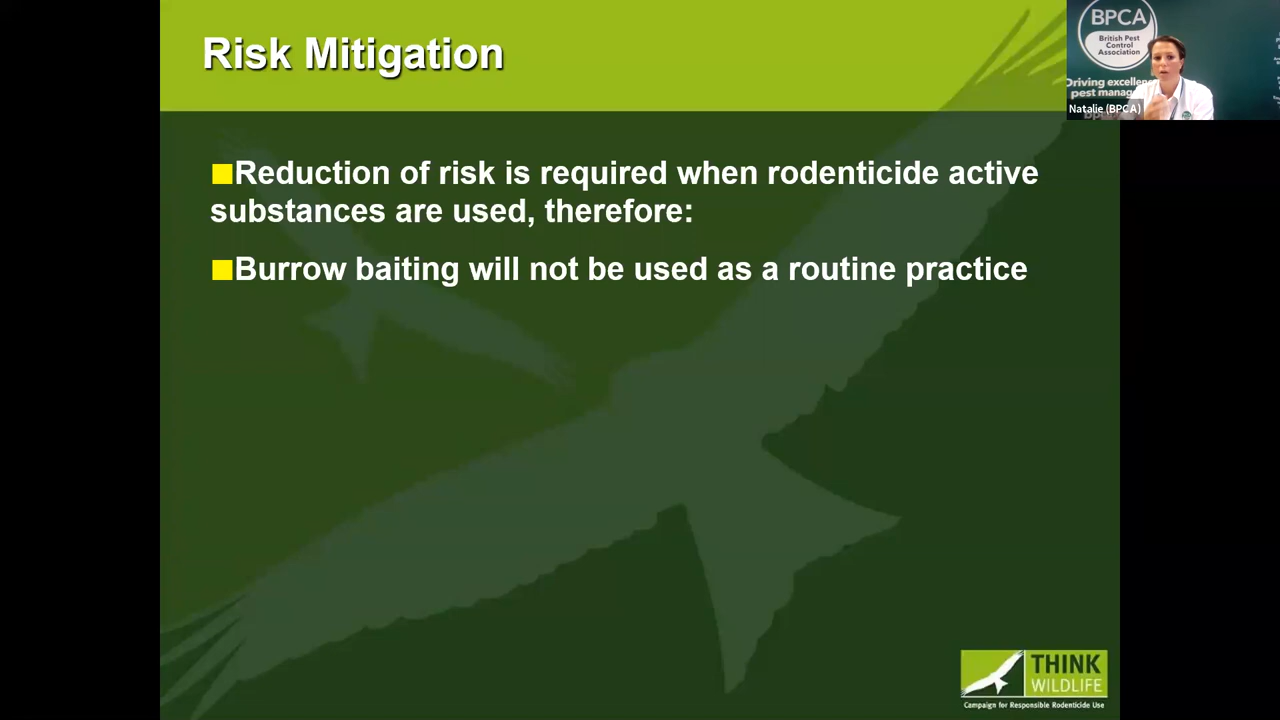 Risk Mitigation
Reduction of risk is required when rodenticide active
substances are used, therefore:
Burrow baiting will not be used as a routine practice
BPCA
British Pest
Control
Association
Driving excellen
pest manag
Natalie (BPCA)
THINK
WILDLIFE
Campaign for Responsible Rodenticide Use